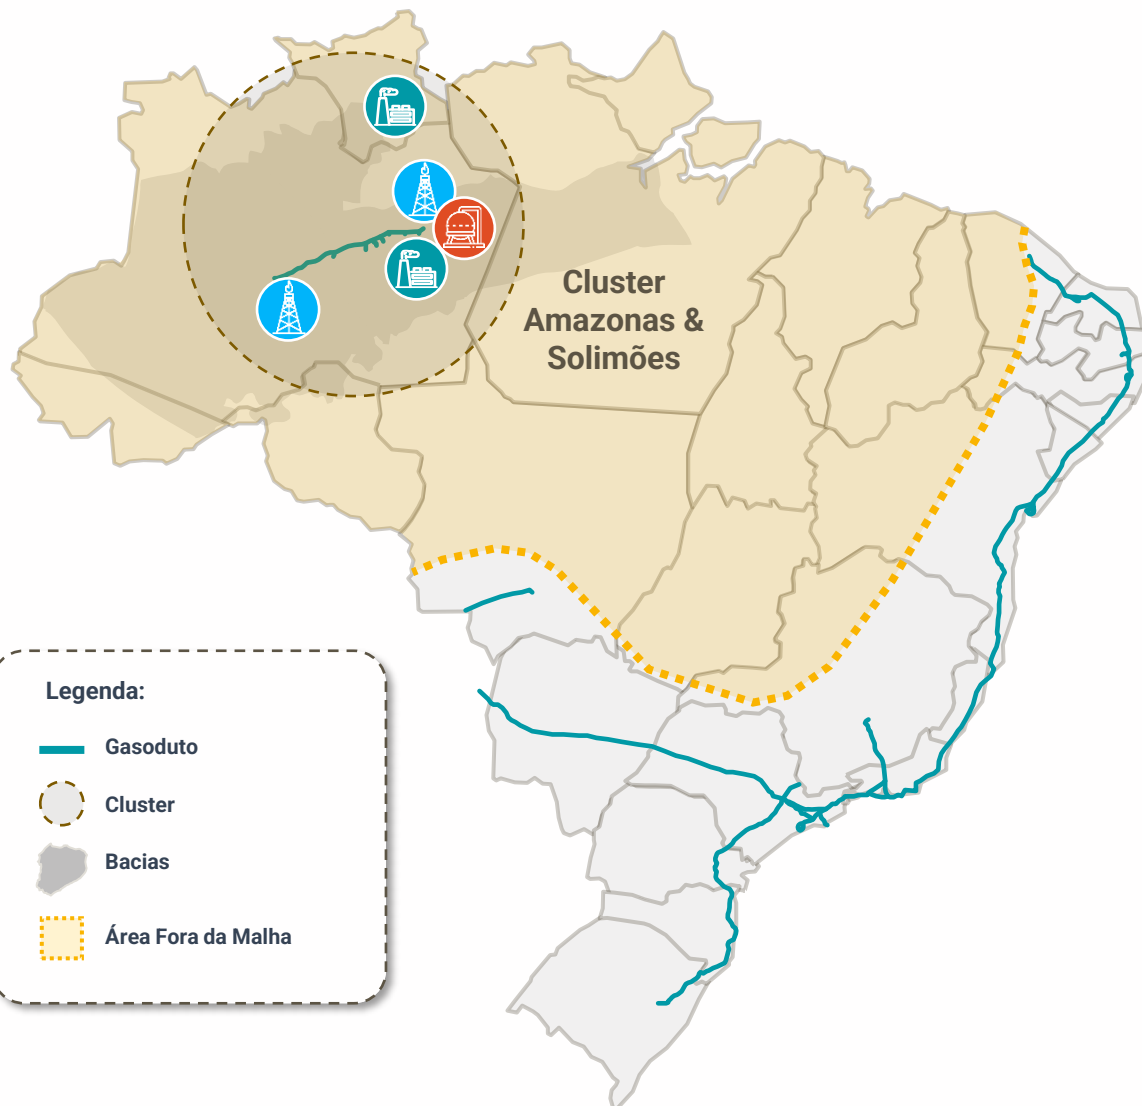 Cluster
Amazonas &
Solimões
Legenda:
Gasoduto
Cluster
Bacias
Área Fora da Malha